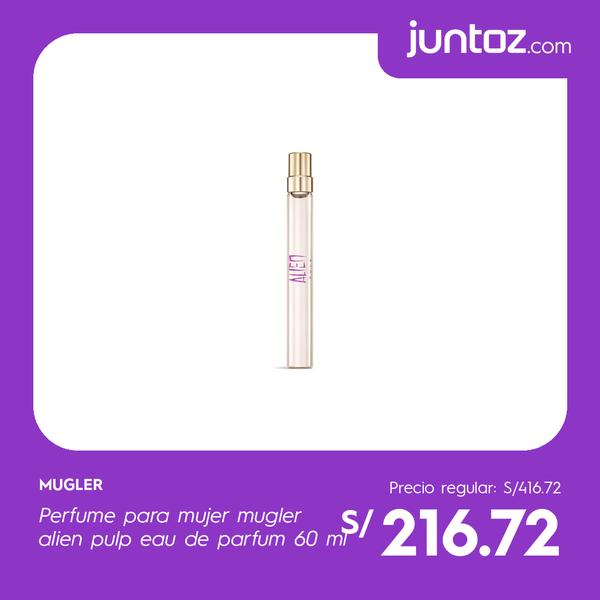 juntoz.com
ALIEN
MUGLER
Precio regular: S/416.72
Perfume para mujer mugler
alien pulp eau de parfum 60 ml
S/ 216.72